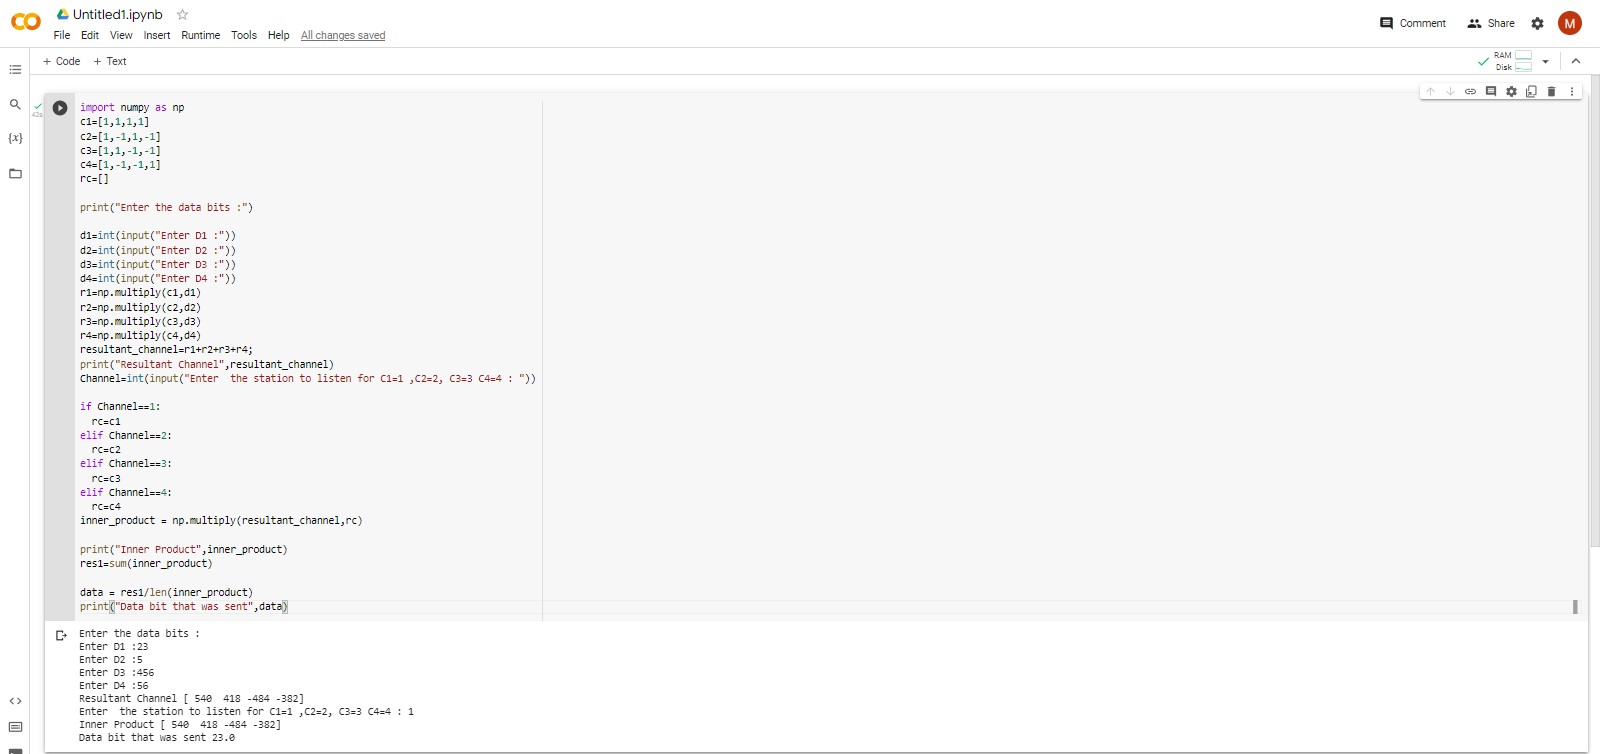 Untitled1.ipynb
File Edit View Insert Runtime Tools Help All changes saved
Comment Share M
+ Code + Text
RAM
Disk
{x}
42s
import numpy as np
c1=[1,1,1,1]
c2=[1,-1,1,-1]
c3=[1,1,-1,-1]
c4=[1,-1,-1,1]
rc=[]
print("Enter the data bits :")
d1=int(input("Enter D1 :"))
d2=int(input("Enter D2 :"))
d3=int(input("Enter D3 :"))
d4=int(input("Enter D4 :"))
r1=np.multiply(c1,d1)
r2=np.multiply(c2,d2)
r3=np.multiply(c3,d3)
r4=np.multiply(c4,d4)
resultant_channel=r1+r2+r3+r4;
print("Resultant Channel",resultant_channel)
Channel=int(input("Enter  the station to listen for C1=1 ,C2=2, C3=3 C4=4 : "))
if Channel==1:
  rc=c1
elif Channel==2:
  rc=c2
elif Channel==3:
  rc=c3
elif Channel==4:
  rc=c4
inner_product = np.multiply(resultant_channel,rc)
print("Inner Product",inner_product)
res1=sum(inner_product)
data = res1/len(inner_product)
print("Data bit that was sent",data)
Enter the data bits :
Enter D1 :23
Enter D2 :5
Enter D3 :456
Enter D4 :56
Resultant Channel [ 540  418 -484 -382]
Enter  the station to listen for C1=1 ,C2=2, C3=3 C4=4 : 1
Inner Product [ 540  418 -484 -382]
Data bit that was sent 23.0